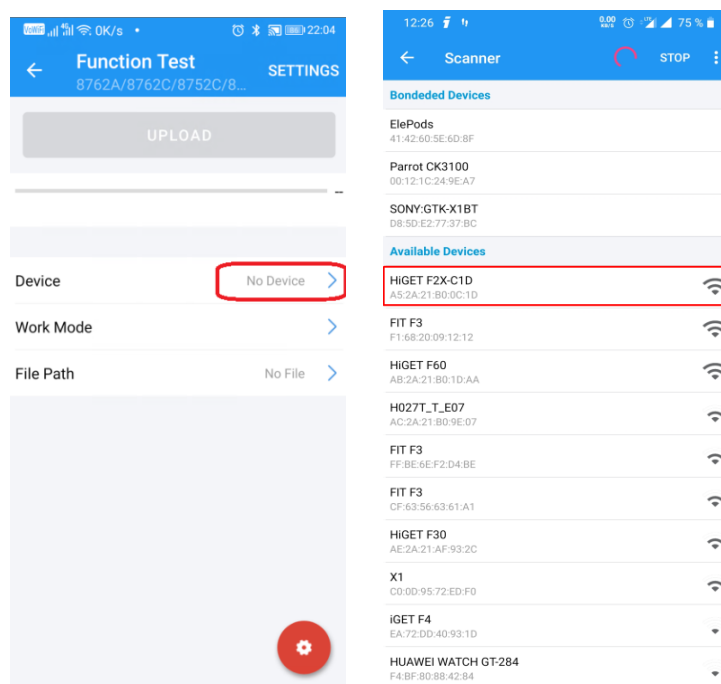 VoWiFi 0K/s 22:04
Function Test
8762A/8762C/8752C/8...
SETTINGS
UPLOAD
--
Device No Device
Work Mode
File Path No File
12:26 0.00 KB/S 75 %
Scanner STOP
Bondeded Devices
ElePods
41:42:60:5E:6D:8F
Parrot CK3100
00:12:1C:24:9E:A7
SONY:GTK-X1BT
D8:5D:E2:77:37:BC
Available Devices
HiGET F2X-C1D
A5:2A:21:B0:0C:1D
FIT F3
F1:68:20:09:12:12
HiGET F60
AB:2A:21:B0:1D:AA
H027T_T_E07
AC:2A:21:B0:9E:07
FIT F3
FF:BE:6E:F2:D4:BE
FIT F3
CF:63:56:63:61:A1
HiGET F30
AE:2A:21:AF:93:2C
X1
C0:0D:95:72:ED:F0
iGET F4
EA:72:DD:40:93:1D
HUAWEI WATCH GT-284
F4:BF:80:88:42:84